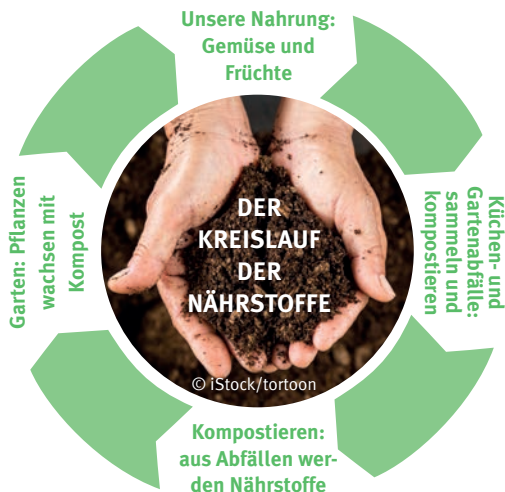 Unsere Nahrung:
Gemüse und
Früchte
Küchen- und
Gartenabfälle:
sammeln und
kompostieren
Kompostieren:
aus Abfällen wer-
den Nährstoffe
Garten: Pflanzen
wachsen mit
Kompost
DER
KREISLAUF
DER
NÄHRSTOFFE
© iStock/tortoon